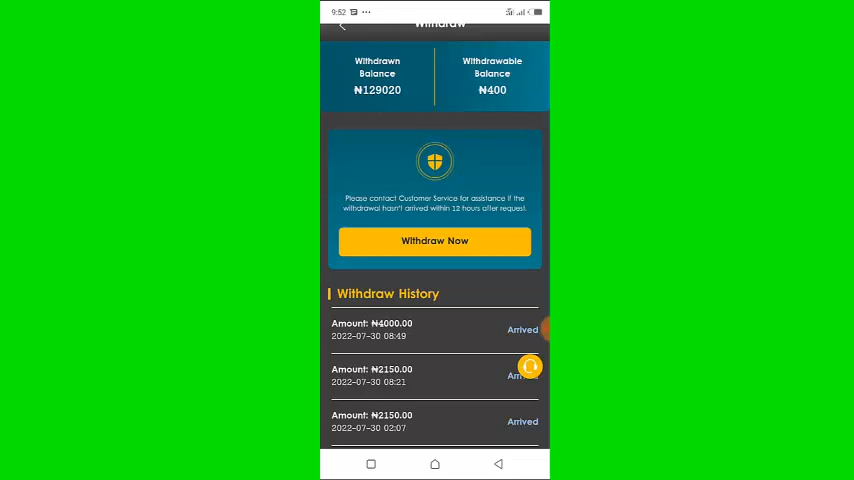 9:52
Withdraw
Withdrawn Balance
₦129020
Withdrawable Balance
₦400
Please contact Customer Service for assistance if the
withdrawal hasn't arrived within 12 hours after request.
Withdraw Now
Withdraw History
Amount: ₦4000.00
2022-07-30 08:49
Arrived
Amount: ₦2150.00
2022-07-30 08:21
Arrived
Amount: ₦2150.00
2022-07-30 02:07
Arrived